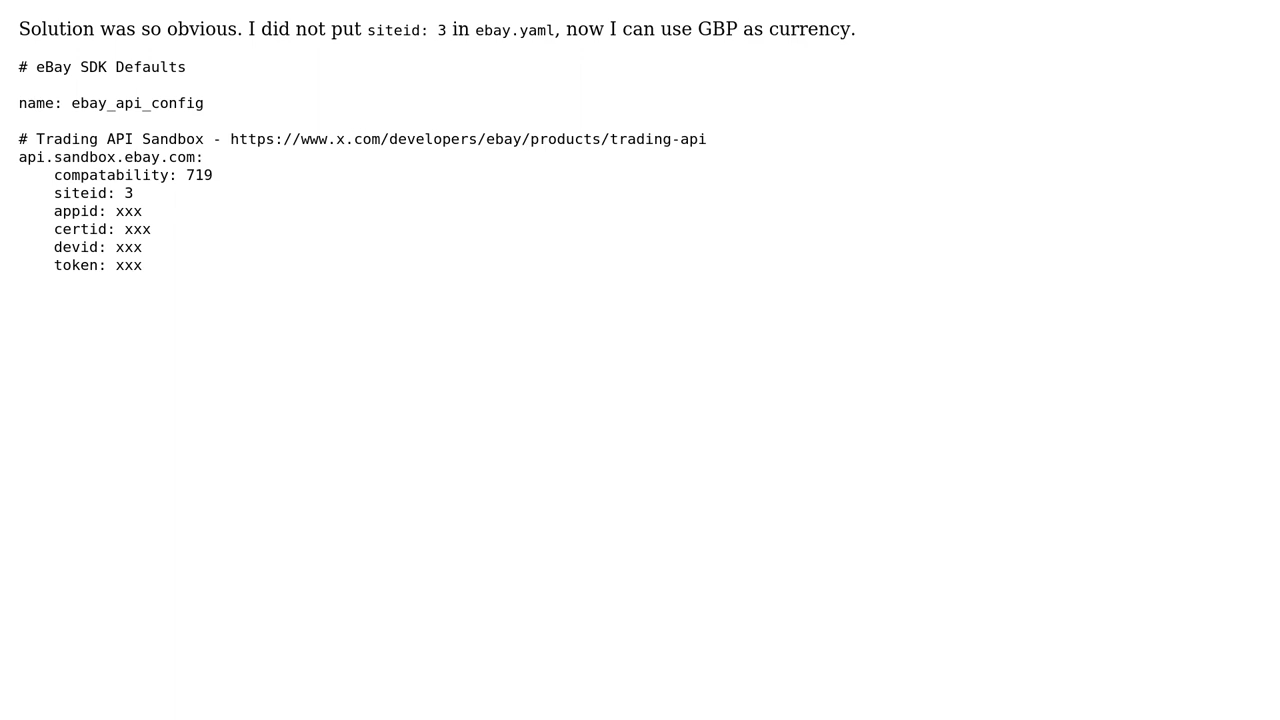 Solution was so obvious. I did not put siteid: 3 in ebay.yaml, now I can use GBP as currency.
# eBay SDK Defaults
name: ebay_api_config
# Trading API Sandbox - https://www.x.com/developers/ebay/products/trading-api
api.sandbox.ebay.com:
    compatability: 719
    siteid: 3
    appid: xxx
    certid: xxx
    devid: xxx
    token: xxx